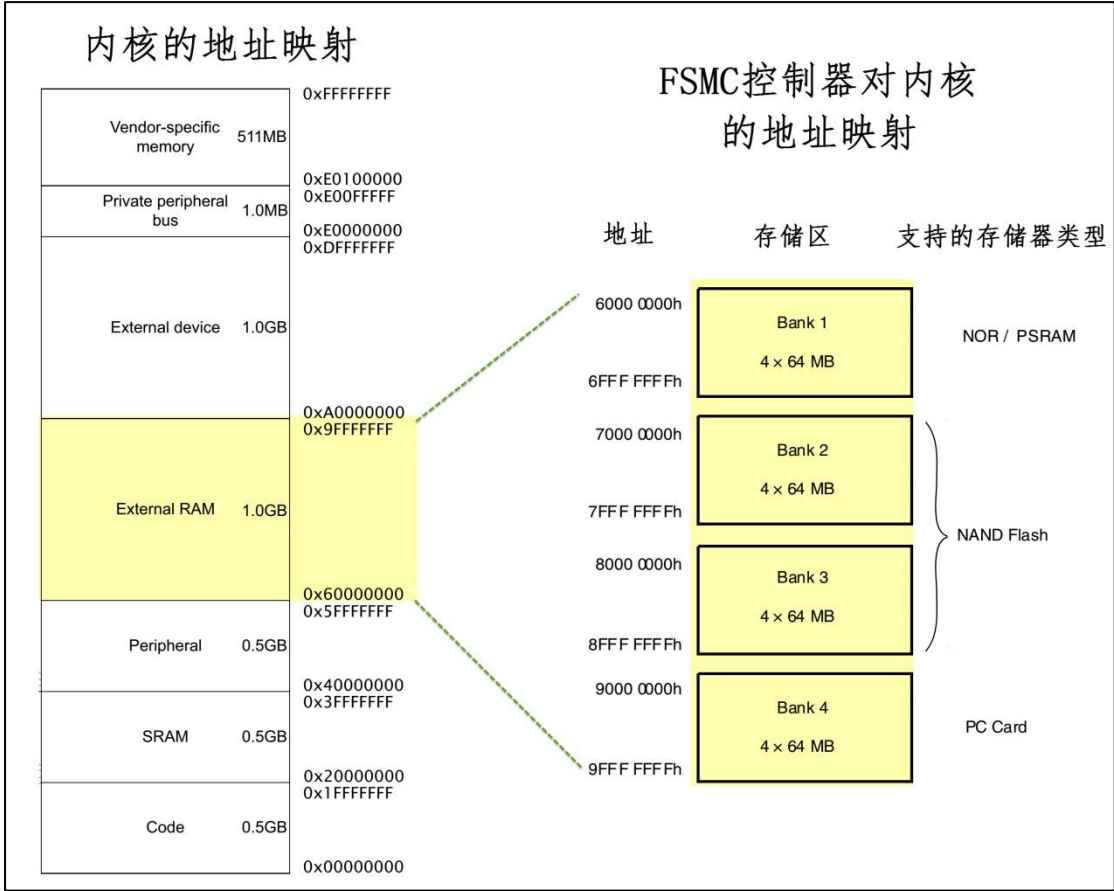 内核的地址映射
0xFFFFFFFF
Vendor-specific
memory
511MB
0xE0100000
0xE00FFFFF
Private peripheral
bus
1.0MB
0xE0000000
0xDFFFFFFF
External device 1.0GB
0xA0000000
0x9FFFFFFF
External RAM 1.0GB
0x60000000
0x5FFFFFFF
Peripheral 0.5GB
0x40000000
0x3FFFFFFF
SRAM 0.5GB
0x20000000
0x1FFFFFFF
Code 0.5GB
0x00000000
FSMC控制器对内核
的地址映射
地址 存储区 支持的存储器类型
6000 0000h
Bank 1
4 × 64 MB
6FFF FFFFh
NOR / PSRAM
7000 0000h
Bank 2
4 × 64 MB
7FFF FFFFh
NAND Flash
8000 0000h
Bank 3
4 × 64 MB
8FFF FFFFh
9000 0000h
Bank 4
4 × 64 MB
9FFF FFFFh
PC Card